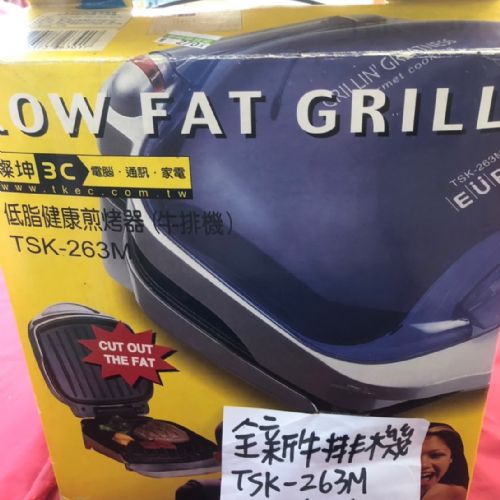 GRILLIN' GREATNESS
LOW FAT GRILL
燦坤3C 電腦．通訊．家電
www.tkec.com.tw
TSK-263M
EUP
低脂健康煎烤器(牛排機)
TSK-263M
CUT OUT
THE FAT
全新牛排機
TSK-263M